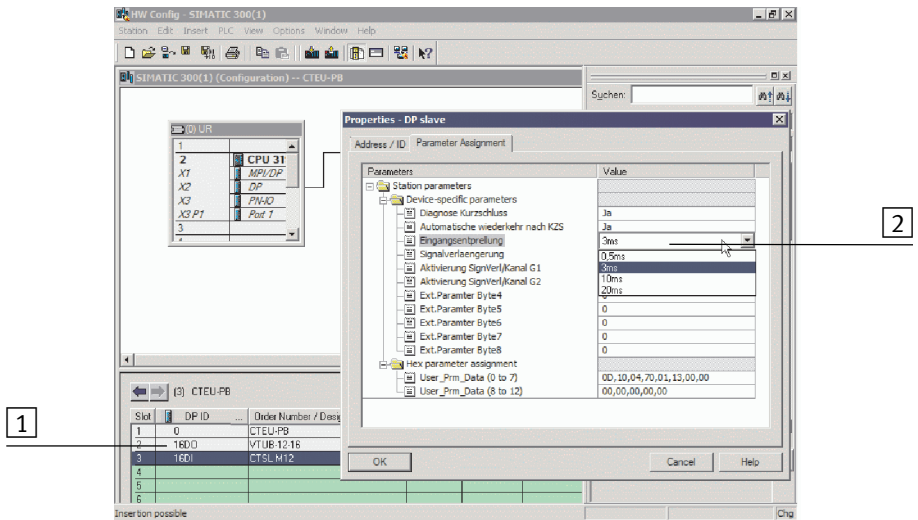 HW Config - SIMATIC 300(1)
Station Edit Insert PLC View Options Window Help
SIMATIC 300(1) (Configuration) -- CTEU-PB
Suchen:
(0) UR
1
2 CPU 31
X1 MPI/DP
X2 DP
X3 PN-IO
X3 P1 Port 1
3
Properties - DP slave
Address / ID Parameter Assignment
Parameters Value
Station parameters
Device-specific parameters
Diagnose Kurzschluss Ja
Automatische wiederkehr nach KZS Ja
Eingangsentprellung 3ms
Signalverlaengerung 0,5ms
Aktivierung SignVerl/Kanal G1 3ms
Aktivierung SignVerl/Kanal G2 10ms
20ms
Ext.Paramter Byte4 0
Ext.Paramter Byte5 0
Ext.Paramter Byte6 0
Ext.Paramter Byte7 0
Ext.Paramter Byte8 0
Hex parameter assignment
User_Prm_Data (0 to 7) 0D,10,04,70,01,13,00,00
User_Prm_Data (8 to 12) 00,00,00,00,00
OK Cancel Help
2
(3) CTEU-PB
Slot DP ID ... Order Number / Desig
1 0 CTEU-PB
2 16DO VTUB-12-16
3 16DI CTSL M12
4
5
6
1
Insertion possible Chg